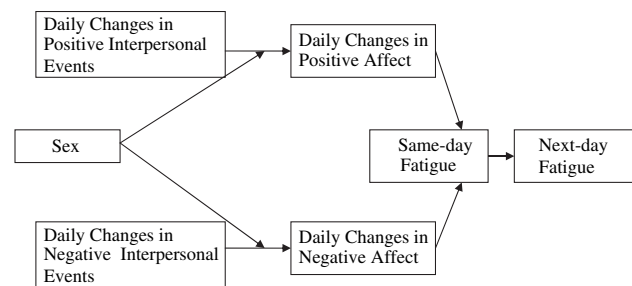 Daily Changes in
Positive Interpersonal
Events
Daily Changes in
Positive Affect
Sex
Same-day
Fatigue
Next-day
Fatigue
Daily Changes in
Negative Interpersonal
Events
Daily Changes in
Negative Affect